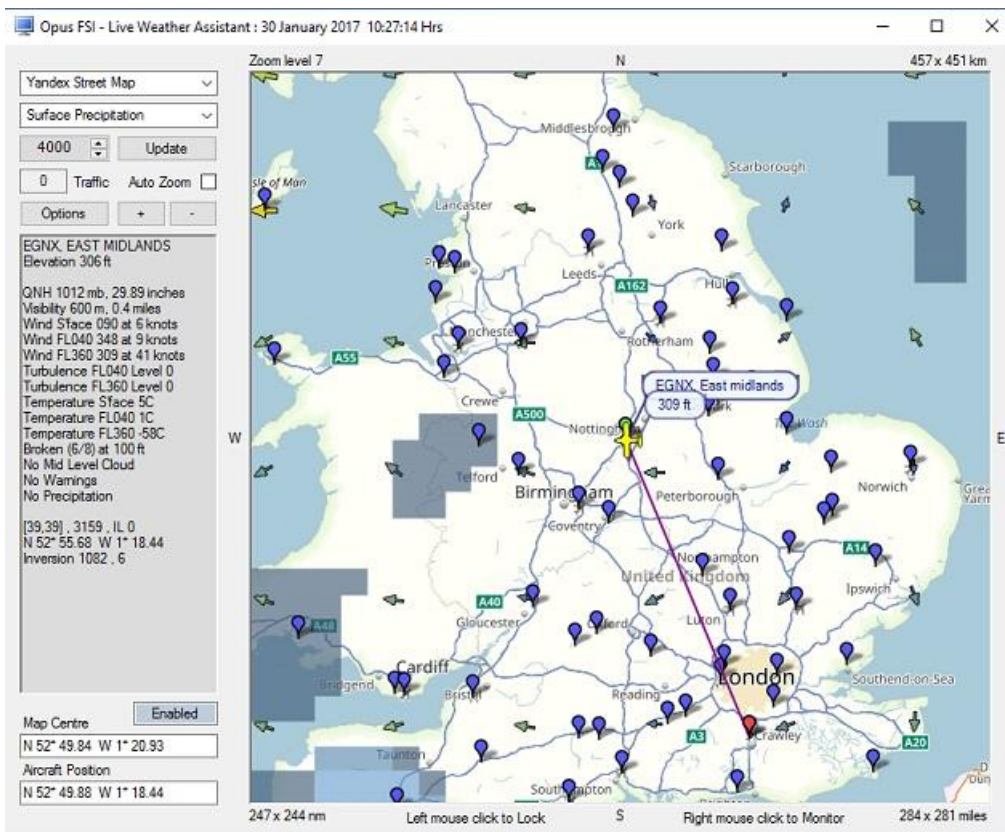 Opus FSI - Live Weather Assistant : 30 January 2017 10:27:14 Hrs
Zoom level 7
N
457 x 451 km
Yandex Street Map
Surface Precipitation
4000
Update
0
Traffic
Auto Zoom
Options
+
-
EGNX, EAST MIDLANDS
Elevation 306 ft
QNH 1012 mb, 29.89 inches
Visibility 600 m, 0.4 miles
Wind Sface 090 at 6 knots
Wind FL040 348 at 9 knots
Wind FL360 309 at 41 knots
Turbulence FL040 Level 0
Turbulence FL360 Level 0
Temperature Sface 5C
Temperature FL040 1C
Temperature FL360 -58C
Broken (6/8) at 100 ft
No Mid Level Cloud
No Warnings
No Precipitation
[39,39] , 3159 , IL 0
N 52* 55.68 W 1* 18.44
Inversion 1082 , 6
Map Centre
Enabled
N 52* 49.84 W 1* 20.93
Aircraft Position
N 52* 49.88 W 1* 18.44
W
E
Middlesbrough
Scarborough
Isle of Man
Lancaster
York
Leeds
A162
Hull
Rotherham
A55
Crewe
EGNX, East midlands
309 ft
A500
Telford
Birmingham
Coventry
Peterborough
Norwich
Northampton
United Kingdom
A14
Ipswich
A40
Gloucester
Luton
A48
Cardiff
Bridgend
Bristol
Reading
London
Southend-on-Sea
Taunton
A3
Crawley
A20
Southampton
247 x 244 nm
Left mouse click to Lock
S
Right mouse click to Monitor
284 x 281 miles